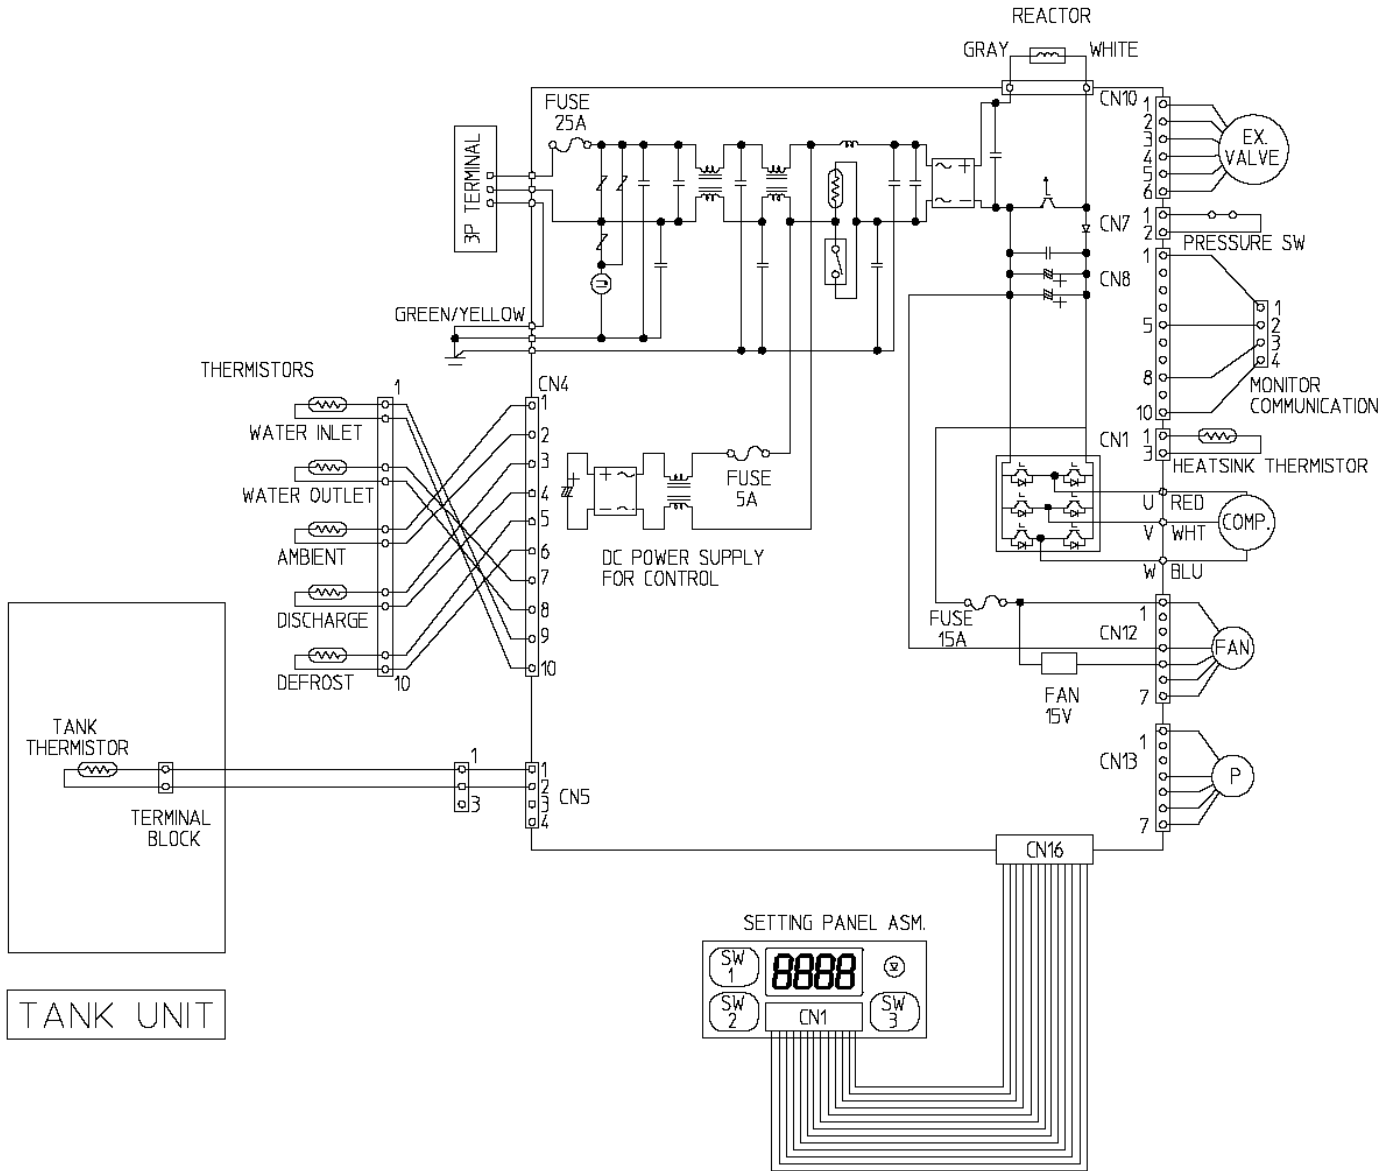 REACTOR
GRAY
WHITE
FUSE
25A
3P TERMINAL
CN10
1
2
3
4
5
6
EX.
VALVE
CN7
1
2
PRESSURE SW
CN8
1
5
8
10
1
2
3
4
MONITOR
COMMUNICATION
GREEN/YELLOW
THERMISTORS
1
WATER INLET
WATER OUTLET
AMBIENT
DISCHARGE
DEFROST
10
CN4
1
2
3
4
5
6
7
8
9
10
FUSE
5A
DC POWER SUPPLY
FOR CONTROL
CN1
1
3
HEATSINK THERMISTOR
U
RED
V
WHT
W
BLU
COMP.
FUSE
15A
CN12
1
7
FAN
FAN
15V
CN13
1
7
P
TANK
THERMISTOR
TERMINAL
BLOCK
1
3
1
2
3
4
CN5
CN16
TANK UNIT
SETTING PANEL ASM.
SW
1
8888
SW
2
CN1
SW
3